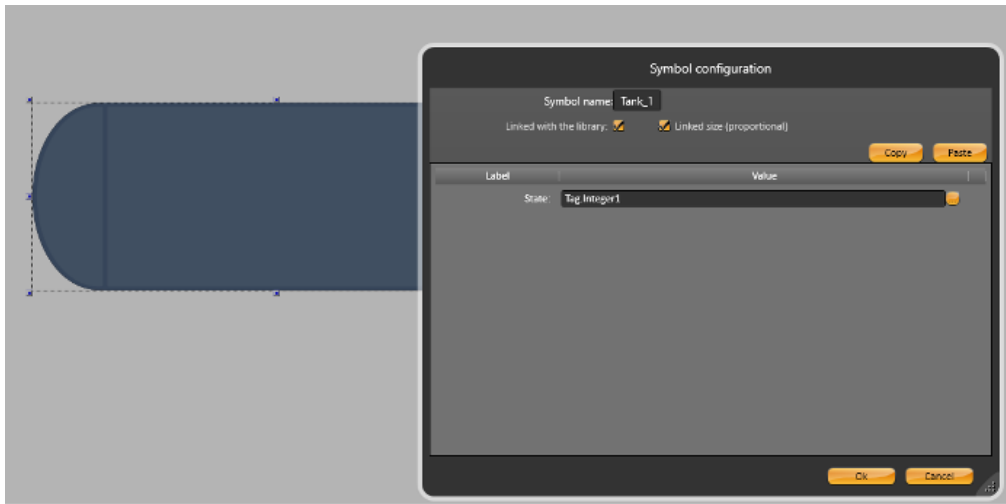 Symbol configuration
Symbol name: Tank_1
Linked with the library: Linked size (proportional)
Copy Paste
Label Value
State: Tag.Integer1
Ok Cancel